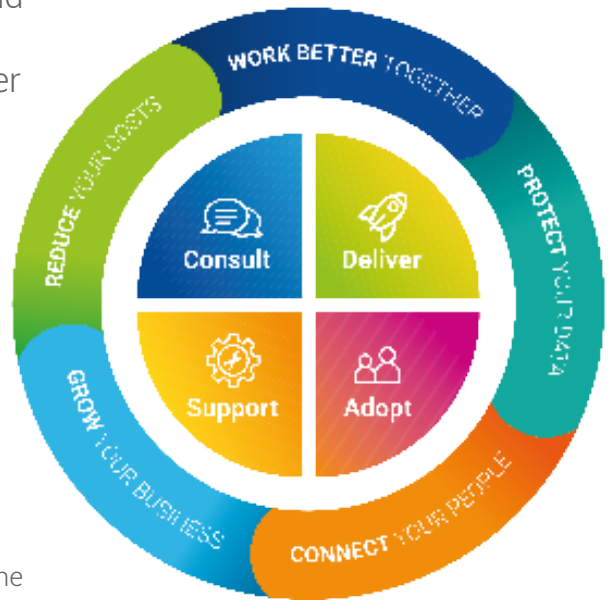 WORK BETTER TOGETHER
PROTECT YOUR DATA
CONNECT YOUR PEOPLE
GROW YOUR BUSINESS
REDUCE YOUR COSTS
Consult
Deliver
Support
Adopt